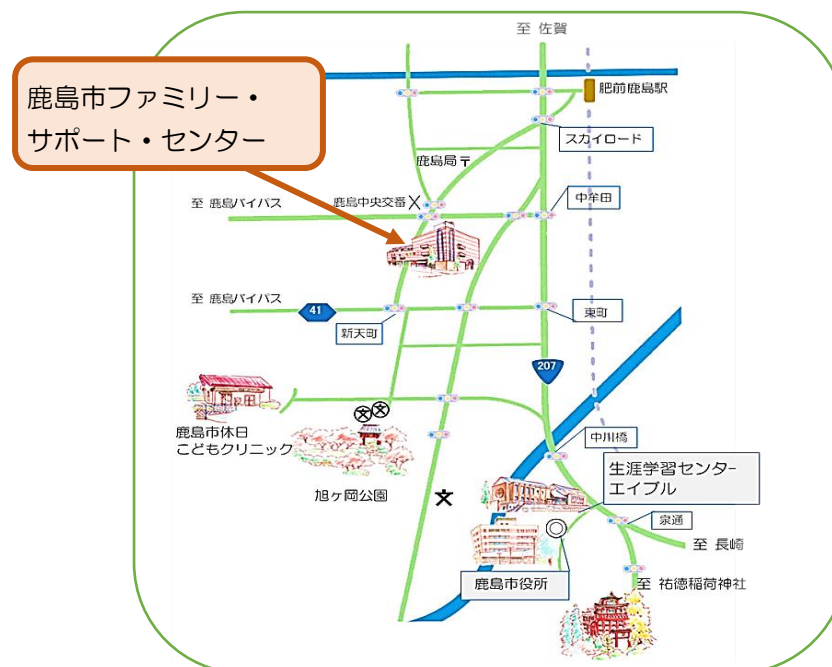 至 佐賀
鹿島市ファミリー・
サポート・センター
肥前鹿島駅
スカイロード
鹿島局〒
至 鹿島バイパス
鹿島中央交番
中牟田
至 鹿島バイパス
41
新天町
東町
207
鹿島市休日
こどもクリニック
旭ヶ岡公園
中川橋
生涯学習センター
エイブル
泉通
至 長崎
鹿島市役所
至 祐徳稲荷神社